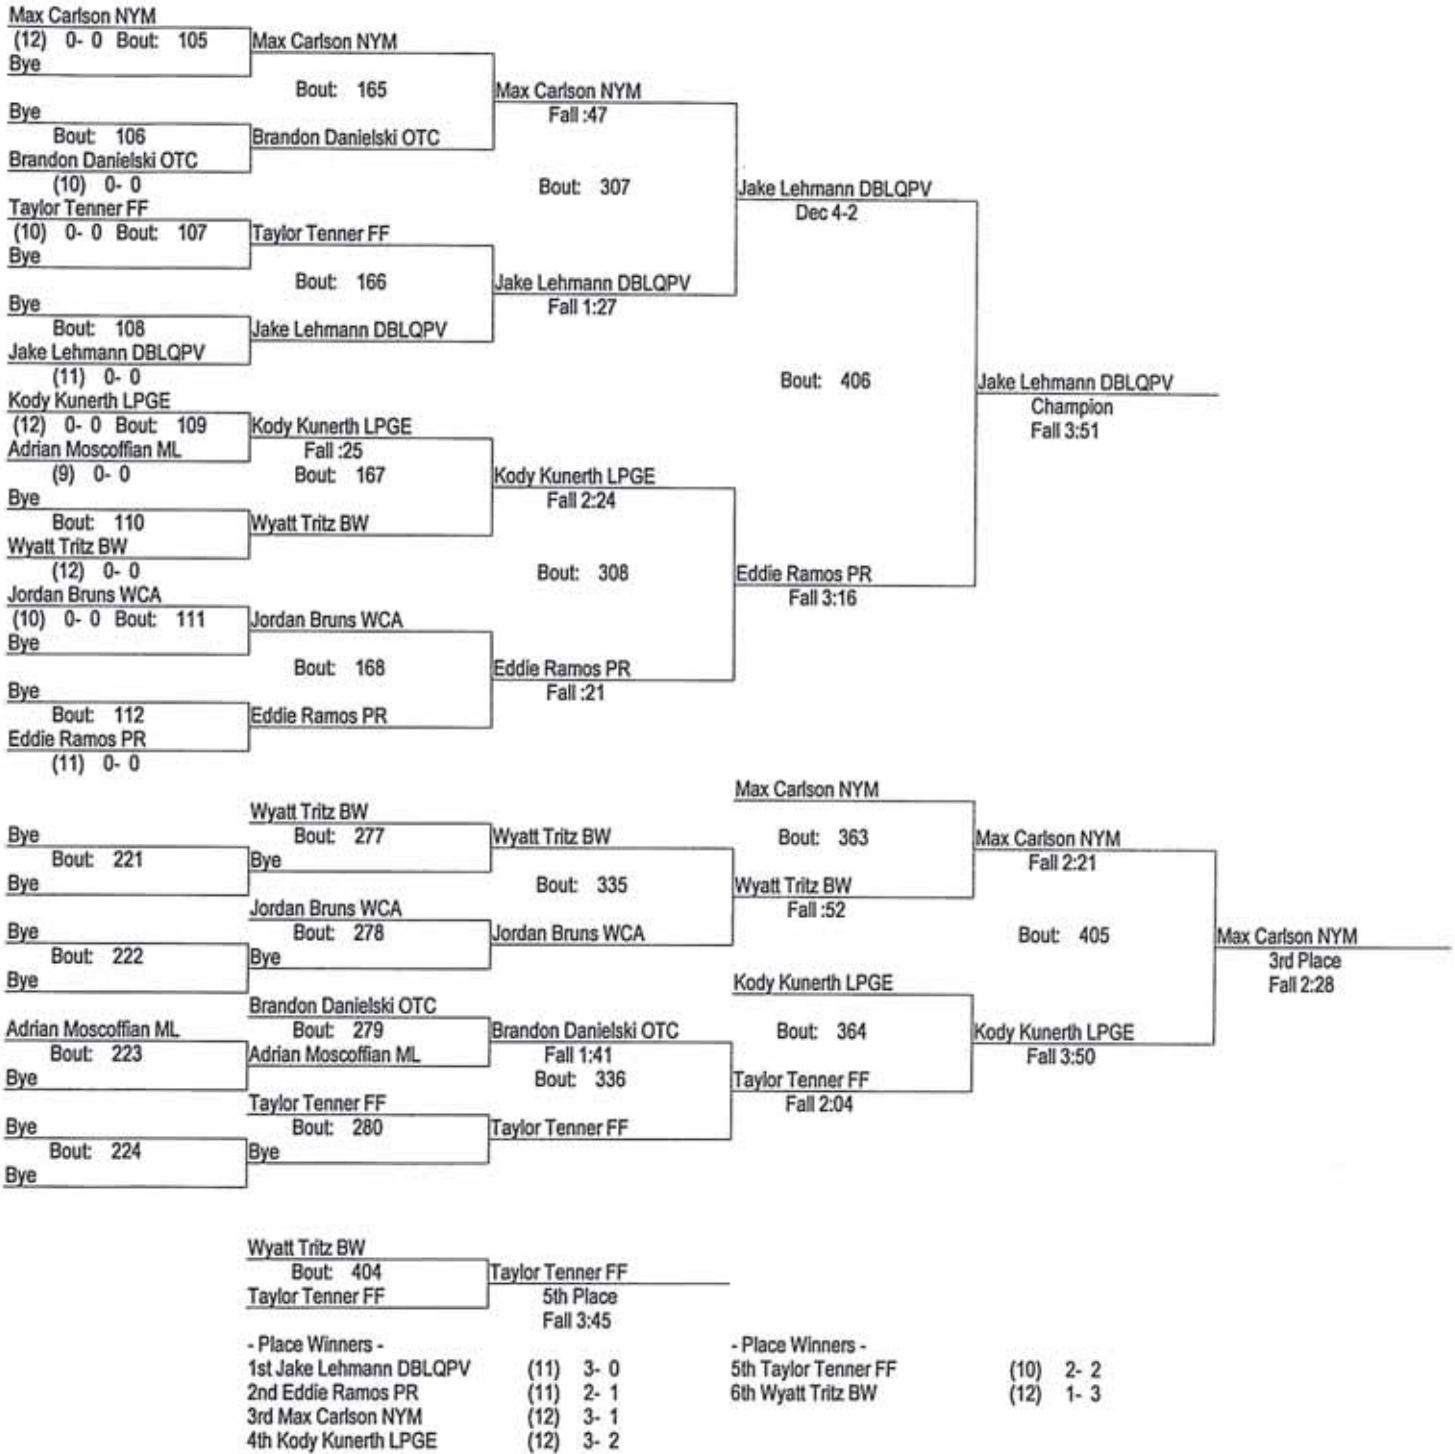 Max Carlson NYM
(12) 0- 0 Bout: 105
Bye
Max Carlson NYM
Bout: 165
Bye
Bout: 106
Brandon Danielski OTC
(10) 0- 0
Brandon Danielski OTC
Max Carlson NYM
Fall :47
Bout: 307
Taylor Tenner FF
(10) 0- 0 Bout: 107
Bye
Taylor Tenner FF
Bout: 166
Bye
Bout: 108
Jake Lehmann DBLQPV
(11) 0- 0
Jake Lehmann DBLQPV
Jake Lehmann DBLQPV
Fall 1:27
Jake Lehmann DBLQPV
Dec 4-2
Bout: 406
Kody Kunerth LPGE
(12) 0- 0 Bout: 109
Adrian Moscoffian ML
(9) 0- 0
Kody Kunerth LPGE
Fall :25
Bout: 167
Bye
Bout: 110
Wyatt Tritz BW
(12) 0- 0
Wyatt Tritz BW
Kody Kunerth LPGE
Fall 2:24
Bout: 308
Jordan Bruns WCA
(10) 0- 0 Bout: 111
Bye
Jordan Bruns WCA
Bout: 168
Bye
Bout: 112
Eddie Ramos PR
(11) 0- 0
Eddie Ramos PR
Eddie Ramos PR
Fall :21
Eddie Ramos PR
Fall 3:16
Jake Lehmann DBLQPV
Champion
Fall 3:51
Bye
Bout: 221
Bye
Wyatt Tritz BW
Bout: 277
Bye
Wyatt Tritz BW
Bout: 335
Bye
Bout: 222
Bye
Jordan Bruns WCA
Bout: 278
Bye
Jordan Bruns WCA
Max Carlson NYM
Bout: 363
Wyatt Tritz BW
Fall :52
Max Carlson NYM
Fall 2:21
Bout: 405
Adrian Moscoffian ML
Bout: 223
Bye
Brandon Danielski OTC
Bout: 279
Adrian Moscoffian ML
Brandon Danielski OTC
Fall 1:41
Bout: 336
Bye
Bout: 224
Bye
Taylor Tenner FF
Bout: 280
Bye
Taylor Tenner FF
Kody Kunerth LPGE
Bout: 364
Taylor Tenner FF
Fall 2:04
Kody Kunerth LPGE
Fall 3:50
Max Carlson NYM
3rd Place
Fall 2:28
Wyatt Tritz BW
Bout: 404
Taylor Tenner FF
Taylor Tenner FF
5th Place
Fall 3:45
- Place Winners -
1st Jake Lehmann DBLQPV (11) 3- 0
2nd Eddie Ramos PR (11) 2- 1
3rd Max Carlson NYM (12) 3- 1
4th Kody Kunerth LPGE (12) 3- 2
- Place Winners -
5th Taylor Tenner FF (10) 2- 2
6th Wyatt Tritz BW (12) 1- 3